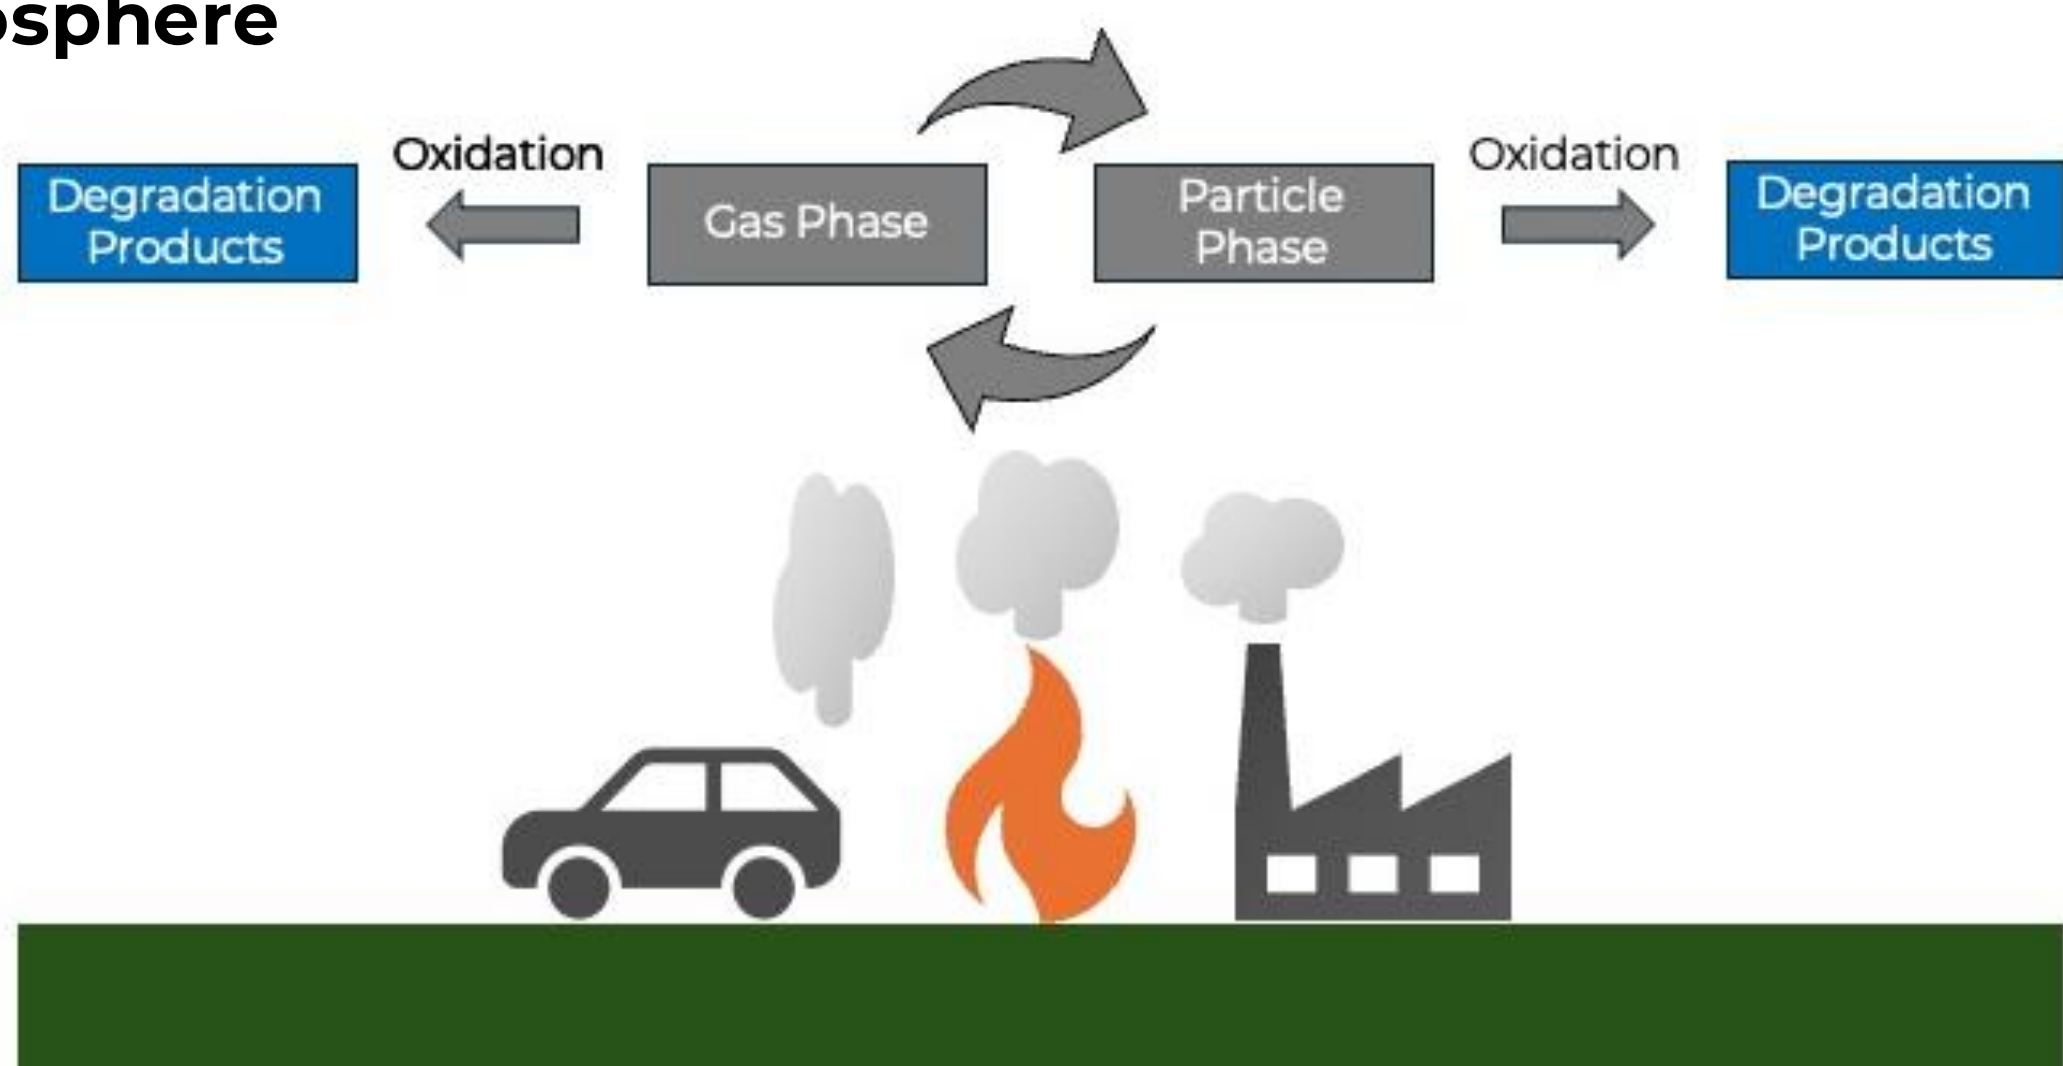 osphere
Oxidation
Oxidation
Degradation
Products
Gas Phase
Particle
Phase
Degradation
Products